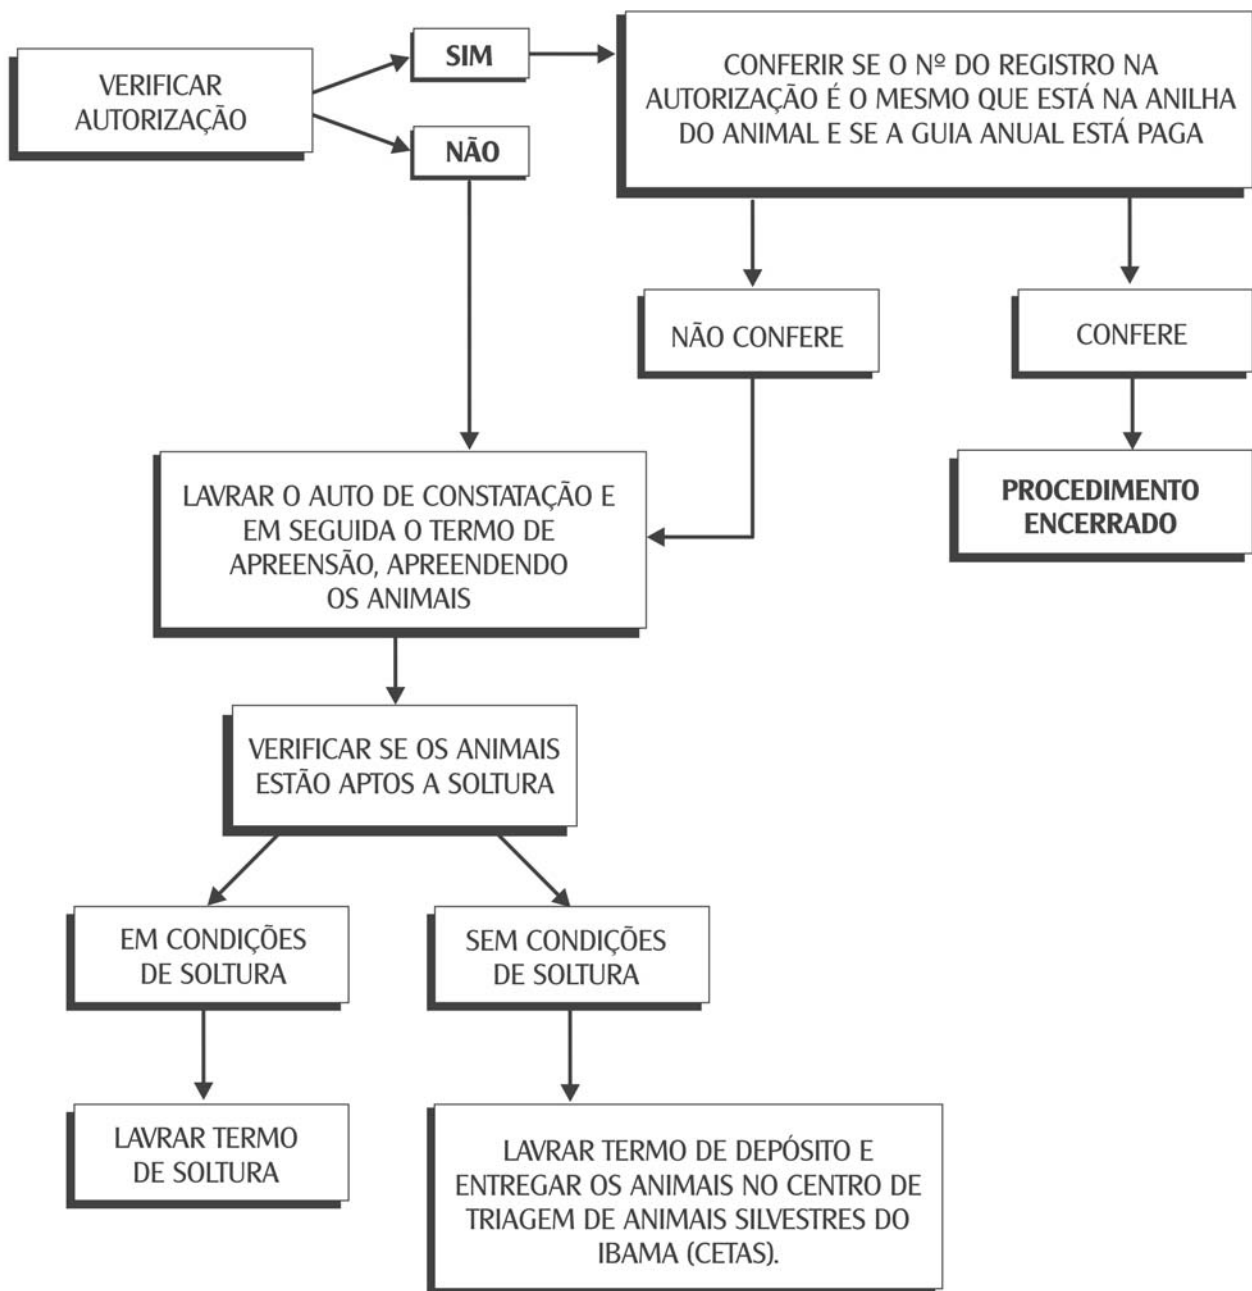 VERIFICAR
AUTORIZAÇÃO
SIM
NÃO
CONFERIR SE O Nº DO REGISTRO NA
AUTORIZAÇÃO É O MESMO QUE ESTÁ NA ANILHA
DO ANIMAL E SE A GUIA ANUAL ESTÁ PAGA
NÃO CONFERE
CONFERE
PROCEDIMENTO
ENCERRADO
LAVRAR O AUTO DE CONSTATAÇÃO E
EM SEGUIDA O TERMO DE
APREENSÃO, APREENDENDO
OS ANIMAIS
VERIFICAR SE OS ANIMAIS
ESTÃO APTOS A SOLTURA
EM CONDIÇÕES
DE SOLTURA
SEM CONDIÇÕES
DE SOLTURA
LAVRAR TERMO
DE SOLTURA
LAVRAR TERMO DE DEPÓSITO E
ENTREGAR OS ANIMAIS NO CENTRO DE
TRIAGEM DE ANIMAIS SILVESTRES DO
IBAMA (CETAS).